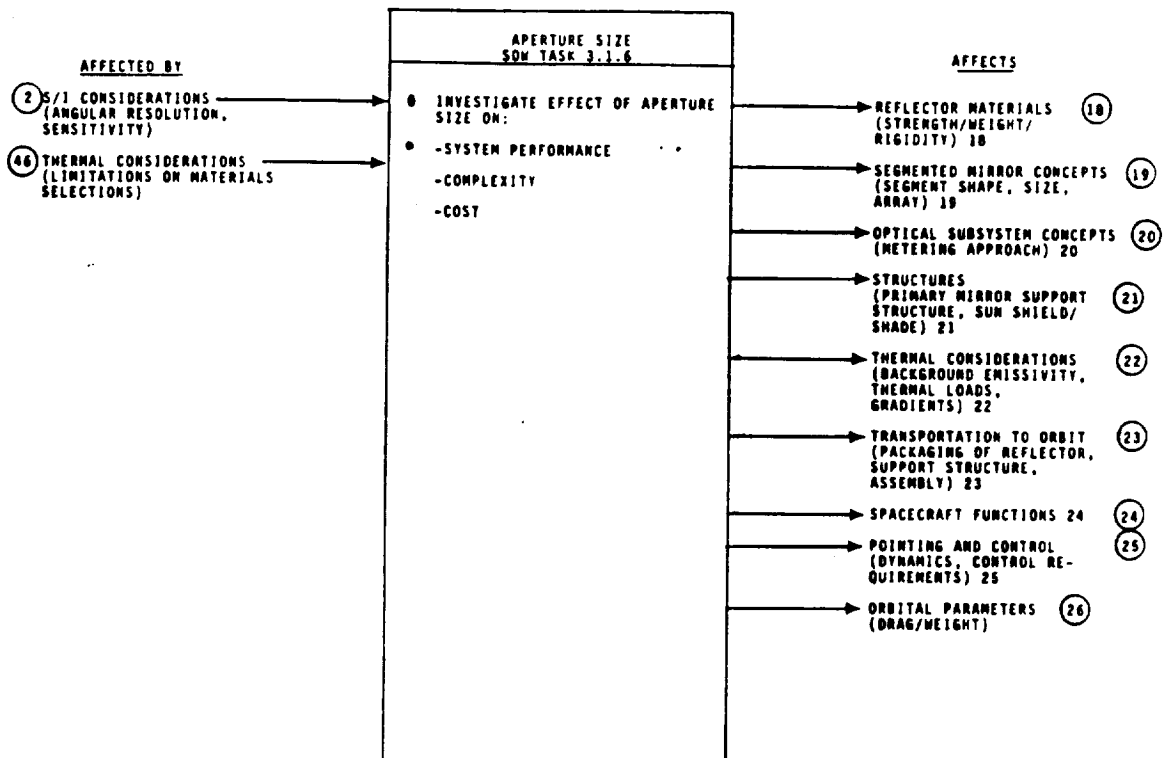 APERTURE SIZE
SOW TASK 3.1.6
AFFECTED BY
2 S/I CONSIDERATIONS
(ANGULAR RESOLUTION,
SENSITIVITY)
46 THERMAL CONSIDERATIONS
(LIMITATIONS ON MATERIALS
SELECTIONS)
● INVESTIGATE EFFECT OF APERTURE
SIZE ON:
● -SYSTEM PERFORMANCE
-COMPLEXITY
-COST
AFFECTS
REFLECTOR MATERIALS 18
(STRENGTH/WEIGHT/
RIGIDITY) 18
SEGMENTED MIRROR CONCEPTS 19
(SEGMENT SHAPE, SIZE,
ARRAY) 19
OPTICAL SUBSYSTEM CONCEPTS 20
(METERING APPROACH) 20
STRUCTURES
(PRIMARY MIRROR SUPPORT 21
STRUCTURE, SUN SHIELD/
SHADE) 21
THERMAL CONSIDERATIONS 22
(BACKGROUND EMISSIVITY,
THERMAL LOADS,
GRADIENTS) 22
TRANSPORTATION TO ORBIT 23
(PACKAGING OF REFLECTOR,
SUPPORT STRUCTURE,
ASSEMBLY) 23
SPACECRAFT FUNCTIONS 24 24
POINTING AND CONTROL 25
(DYNAMICS, CONTROL RE-
QUIREMENTS) 25
ORBITAL PARAMETERS 26
(DRAG/WEIGHT)